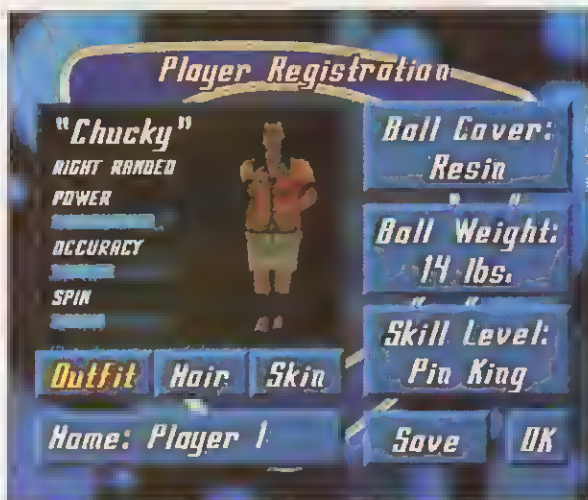 Player Registration
"Chucky"
RIGHT HANDED
POWER
ACCURACY
SPIN
Ball Cover:
Resin
Ball Weight:
14 lbs.
Skill Level:
Pin King
Outfit
Hair
Skin
Name: Player 1
Save
OK